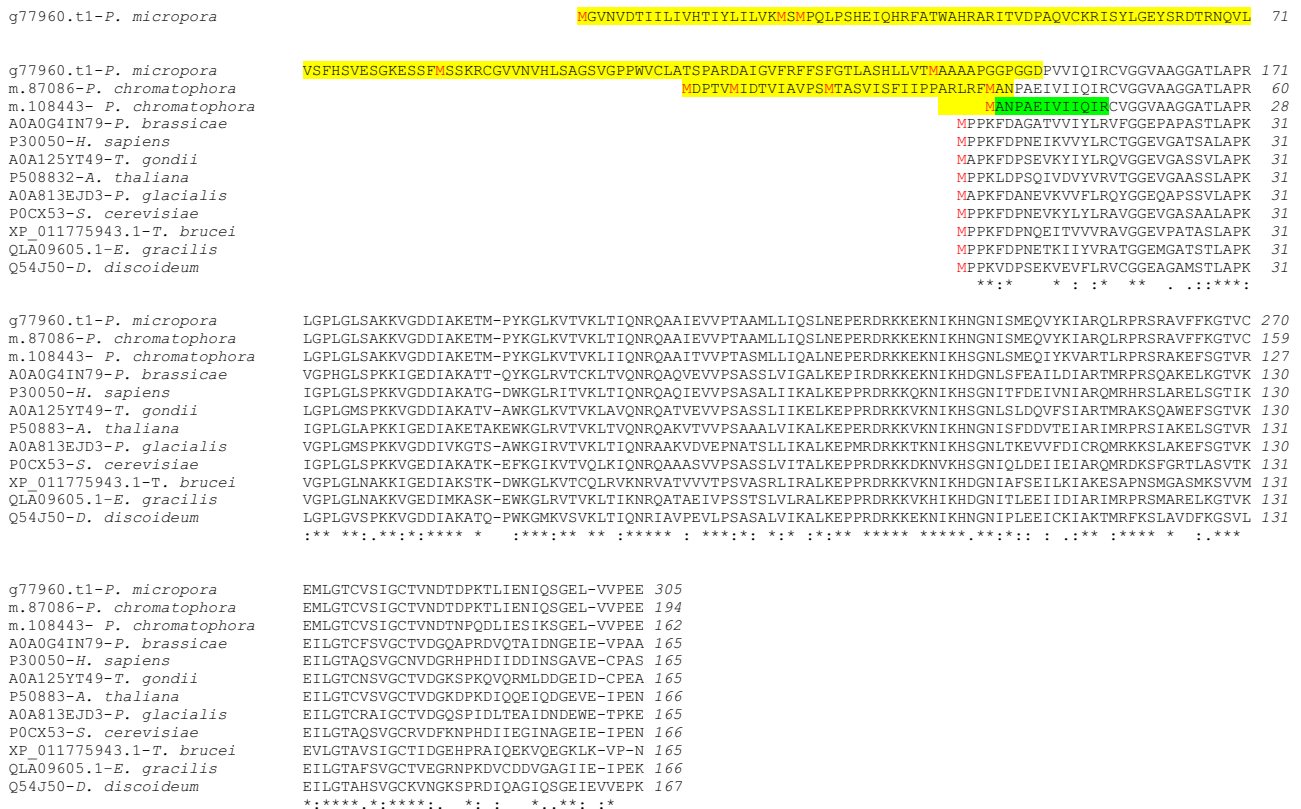 g77960.t1-P. micropora MGVNVDTIILIVHTIYLILVKMSMPQLPSHEIQHRFATWAHRARITVDPAQVCKRISYLGEYSRDTRNQVL 71
g77960.t1-P. micropora VSFHSVESGKESSFMSSKRCGVVNVHLSAGSVGPPWVCLATSPARDAIGVFRFFSFGTLASHLLVTMAAAAPGGPGGDPVVIQIRCVGGVAAGGATLAPR 171
m.87086-P. chromatophora MDPTVMIDTVIAVPSMTASVISFIIPPARLRFMANPAEIVIIQIRCVGGVAAGGATLAPR 60
m.108443- P. chromatophora MANPAEIVIIQIRCVGGVAAGGATLAPR 28
A0A0G4IN79-P. brassicae MPPKFDAGATVVIYLRVFGGEPAPASTLAPK 31
P30050-H. sapiens MPPKFDPNEIKVVYLRCTGGEVGATSALAPK 31
A0A125YT49-T. gondii MAPKFDPSEVKYIYLRQVGGEVGASSVLAPK 31
P508832-A. thaliana MPPKLDPSQIVDVYVRVTGGEVGAASSLAPK 31
A0A813EJD3-P. glacialis MAPKFDANEVKVVFLRQYGGEQAPSSVLAPK 31
P0CX53-S. cerevisiae MPPKFDPNEVKYLYLRAVGGEVGASAALAPK 31
XP_011775943.1-T. brucei MPPKFDPNQEITVVVRAVGGEVPATASLAPK 31
QLA09605.1-E. gracilis MPPKFDPNETKIIYVRATGGEMGATSTLAPK 31
Q54J50-D. discoideum MPPKVDPSEKVEVFLRVCGGEAGAMSTLAPK 31
**:* * : :* ** . .::***:
g77960.t1-P. micropora LGPLGLSAKKVGDDIAKETM-PYKGLKVTVKLTIQNRQAAIEVVPTAAMLLIQSLNEPERDRKKEKNIKHNGNISMEQVYKIARQLRPRSRAVFFKGTVC 270
m.87086-P. chromatophora LGPLGLSAKKVGDDIAKETM-PYKGLKVTVKLTIQNRQAAIEVVPTAAMLLIQSLNEPERDRKKEKNIKHSGNISMEQVYKIARQLRPRSRAVFFKGTVC 159
m.108443- P. chromatophora LGPLGLSAKKVGDDIAKETM-PYKGLKVTVKLIIQNRQAAITVVPTASMLLIQALNEPERDRKKEKNIKHSGNLSMEQIYKVARTLRPRSRAKEFSGTVR 127
A0A0G4IN79-P. brassicae VGPHGLSPKKIGEDIAKATT-QYKGLRVTCKLTVQNRQAQVEVVPSASSLVIGALKEPIRDRKKEKNIKHDGNLSFEAILDIARTMRPRSQAKELKGTVK 130
P30050-H. sapiens IGPLGLSPKKVGDDIAKATG-DWKGLRITVKLTIQNRQAQIEVVPSASALIIKALKEPPRDRKKQKNIKHSGNITFDEIVNIARQMRHRSLARELSGTIK 130
A0A125YT49-T. gondii LGPLGMSPKKVGDDIAKATV-AWKGLKVTVKLAVQNRQATVEVVPSASSLIIKELKEPPRDRKKVKNIKHSGNLSLDQVFSIARTMRAKSQAWEFSGTVK 130
P50883-A. thaliana IGPLGLAPKKIGEDIAKETAKEWKGLRVTVKLTVQNRQAKVTVVPSAAALVIKALKEPERDRKKVKNIKHNGNISFDDVTEIARIMRPRSIAKELSGTVR 131
A0A813EJD3-P. glacialis VGPLGMSPKKVGDDIVKGTS-AWKGIRVTVKLTIQNRAAKVDVEPNATSLLIKALKEPMRDRKKTKNIKHSGNLTKEVVFDICRQMRKKSLAKEFSGTVK 130
P0CX53-S. cerevisiae IGPLGLSPKKVGEDIAKATK-EFKGIKVTVQLKIQNRQAAASVVPSASSLVITALKEPPRDRKKDKNVKHSGNIQLDEIIEIARQMRDKSFGRTLASVTK 131
XP_011775943.1-T. brucei VGPLGLNAKKIGEDIAKSTK-DWKGLKVTCQLRVKNRVATVVVTPSVASRLIRALKEPPRDRKKVKNIKHDGNIAFSEILKIAKESAPNSMGASMKSVVM 131
QLA09605.1-E. gracilis VGPLGLNAKKVGEDIMKASK-EWKGLRVTVKLTIKNRQATAEIVPSSTSLVLRALKEPPRDRKKVKHIKHDGNITLEEIIDIARIMRPRSMARELKGTVK 131
Q54J50-D. discoideum LGPLGVSPKKVGDDIAKATQ-PWKGMKVSVKLTIQNRIAVPEVLPSASALVIKALKEPPRDRKKEKNIKHNGNIPLEEICKIAKTMRFKSLAVDFKGSVL 131
:** **:.**:*:**** * :***:** ** :***** : ***:*: *: *:** ***** *****.**:*:: : .:** :**** * :.***
g77960.t1-P. micropora EMLGTCVSIGCTVNDTDPKTLIENIQSGEL-VVPEE 305
m.87086-P. chromatophora EMLGTCVSIGCTVNDTDPKTLIENIQSGEL-VVPEE 194
m.108443- P. chromatophora EMLGTCVSIGCTVNDTNPQDLIESIKSGEL-VVPEE 162
A0A0G4IN79-P. brassicae EILGTCFSVGCTVDGQAPRDVQTAIDNGEIE-VPAA 165
P30050-H. sapiens EILGTAQSVGCNVDGRHPHDIIDDINSGAVE-CPAS 165
A0A125YT49-T. gondii EILGTCNSVGCTVDGKSPKQVQRMLDDGEID-CPEA 165
P50883-A. thaliana EILGTCVSVGCTVDGKDPKDIQQEIQDGEVE-IPEN 166
A0A813EJD3-P. glacialis EILGTCRAIGCTVDGQSPIDLTEAIDNDEWE-TPKE 165
P0CX53-S. cerevisiae EILGTAQSVGCRVDFKNPHDIIEGINAGEIE-IPEN 166
XP_011775943.1-T. brucei EVLGTAVSIGCTIDGEHPRAIQEKVQEGKLK-VP-N 165
QLA09605.1-E. gracilis EILGTAFSVGCTVEGRNPKDVCDDVGAGIIE-IPEK 166
Q54J50-D. discoideum EILGTAHSVGCKVNGKSPRDIQAGIQSGEIEVVEPK 167
*:****.*:****:. *: : *..**: :*